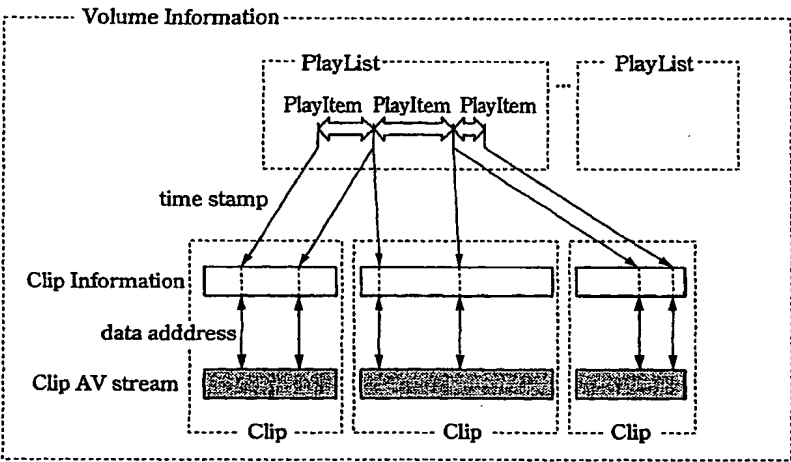 Volume Information
PlayList
PlayList
...
PlayItem PlayItem PlayItem
time stamp
Clip Information
data adddress
Clip AV stream
Clip
Clip
Clip